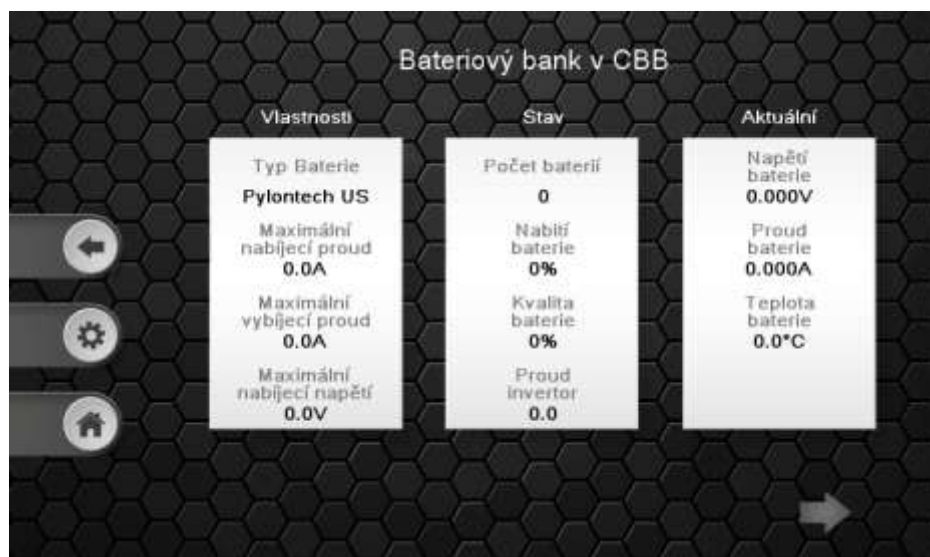 Bateriový bank v CBB
Vlastnosti
Typ Baterie
Pylontech US
Maximální
nabíjecí proud
0.0A
Maximální
vybíjecí proud
0.0A
Maximální
nabíjecí napětí
0.0V
Stav
Počet baterií
0
Nabití
baterie
0%
Kvalita
baterie
0%
Proud
invertor
0.0
Aktuální
Napětí
baterie
0.000V
Proud
baterie
0.000A
Teplota
baterie
0.0°C